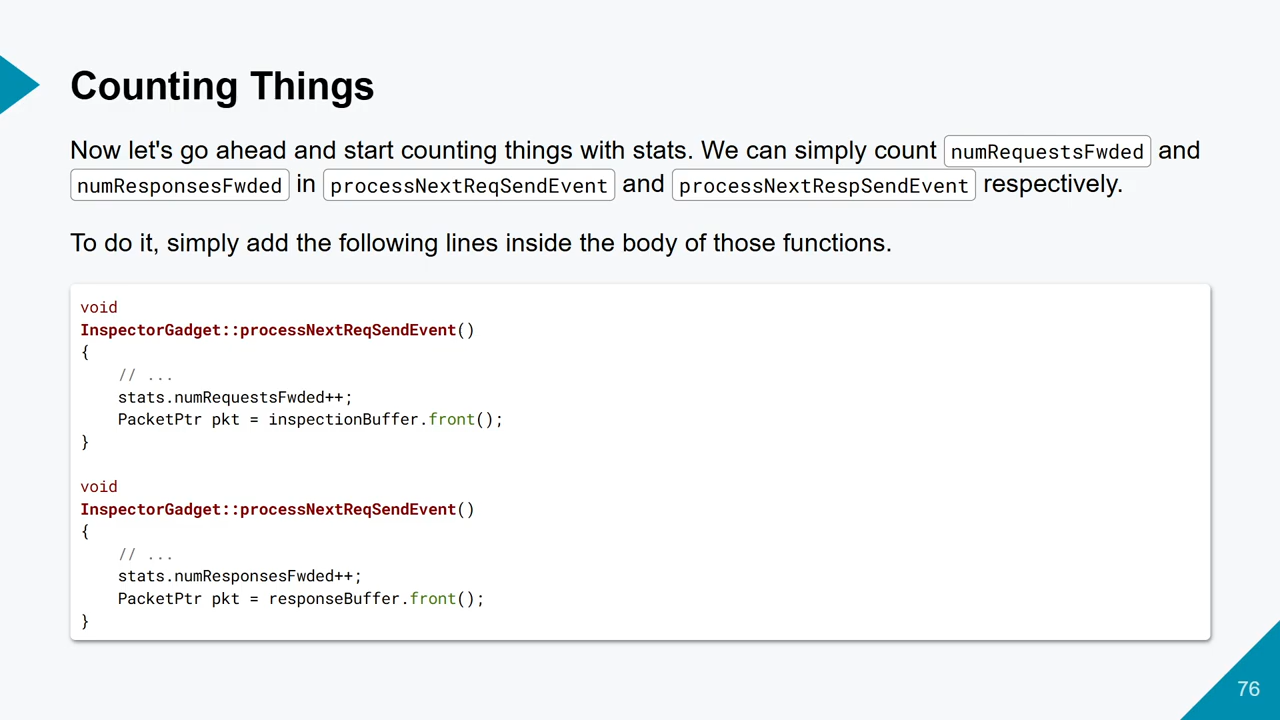 Counting Things
Now let's go ahead and start counting things with stats. We can simply count numRequestsFwded and
numResponsesFwded in processNextReqSendEvent and processNextRespSendEvent respectively.
To do it, simply add the following lines inside the body of those functions.
void
InspectorGadget::processNextReqSendEvent()
{
    // ...
    stats.numRequestsFwded++;
    PacketPtr pkt = inspectionBuffer.front();
}
void
InspectorGadget::processNextReqSendEvent()
{
    // ...
    stats.numResponsesFwded++;
    PacketPtr pkt = responseBuffer.front();
}
76